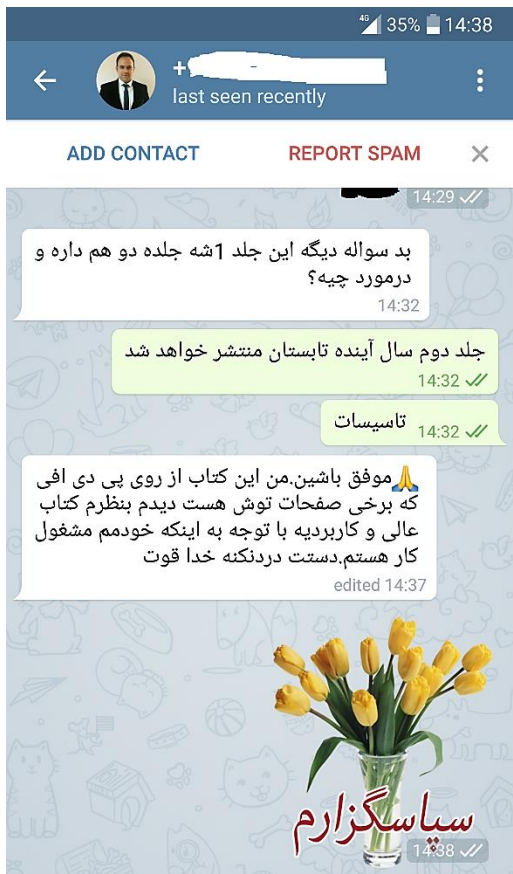 4G 35% 14:38
+
last seen recently
ADD CONTACT REPORT SPAM
14:29
بد سواله دیگه این جلد 1شه جلده دو هم داره و
درمورد چیه؟
14:32
جلد دوم سال آینده تابستان منتشر خواهد شد
14:32
تاسیسات
14:32
🙏موفق باشین.من این کتاب از روی پی دی افی
که برخی صفحات توش هست دیدم بنظرم کتاب
عالی و کاربردیه با توجه به اینکه خودمم مشغول
کار هستم.دستت دردنکنه خدا قوت
edited 14:37
سپاسگزارم
14:38